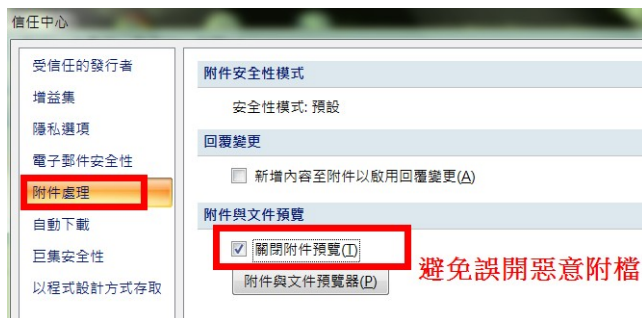 信任中心
受信任的發行者
增益集
隱私選項
電子郵件安全性
附件處理
自動下載
巨集安全性
以程式設計方式存取
附件安全性模式
安全性模式: 預設
回覆變更
新增內容至附件以啟用回覆變更(A)
附件與文件預覽
關閉附件預覽(T)
附件與文件預覽器(P)
避免誤開惡意附檔